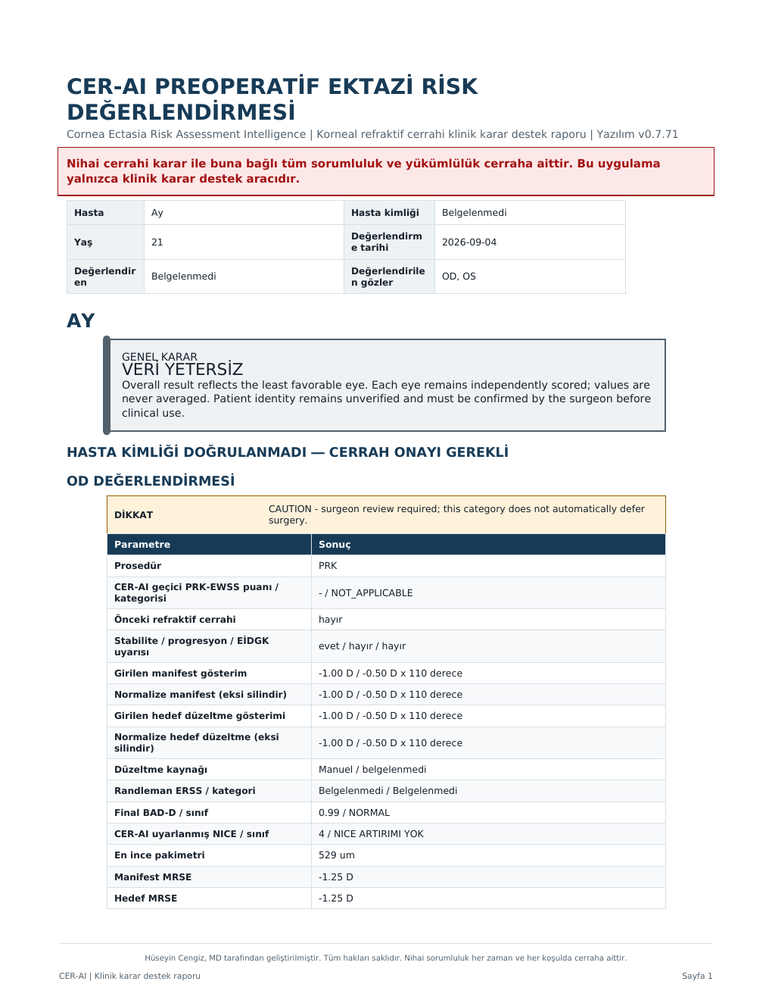 CER-AI PREOPERATİF EKTAZİ RİSK
DEĞERLENDİRMESİ
Cornea Ectasia Risk Assessment Intelligence | Korneal refraktif cerrahi klinik karar destek raporu | Yazılım v0.7.71
Nihai cerrahi karar ile buna bağlı tüm sorumluluk ve yükümlülük cerraha aittir. Bu uygulama
yalnızca klinik karar destek aracıdır.
Hasta Ay Hasta kimliği Belgelenmedi
Yaş 21 Değerlendirm
e tarihi 2026-09-04
Değerlendir
en Belgelenmedi Değerlendirile
n gözler OD, OS
AY
GENEL KARAR
VERİ YETERSİZ
Overall result reflects the least favorable eye. Each eye remains independently scored; values are
never averaged. Patient identity remains unverified and must be confirmed by the surgeon before
clinical use.
HASTA KİMLİĞİ DOĞRULANMADI — CERRAH ONAYI GEREKLİ
OD DEĞERLENDİRMESİ
DİKKAT CAUTION - surgeon review required; this category does not automatically defer
surgery.
Parametre Sonuç
Prosedür PRK
CER-AI geçici PRK-EWSS puanı /
kategorisi - / NOT_APPLICABLE
Önceki refraktif cerrahi hayır
Stabilite / progresyon / EİDGK
uyarısı evet / hayır / hayır
Girilen manifest gösterim -1.00 D / -0.50 D x 110 derece
Normalize manifest (eksi silindir) -1.00 D / -0.50 D x 110 derece
Girilen hedef düzeltme gösterimi -1.00 D / -0.50 D x 110 derece
Normalize hedef düzeltme (eksi
silindir) -1.00 D / -0.50 D x 110 derece
Düzeltme kaynağı Manuel / belgelenmedi
Randleman ERSS / kategori Belgelenmedi / Belgelenmedi
Final BAD-D / sınıf 0.99 / NORMAL
CER-AI uyarlanmış NICE / sınıf 4 / NICE ARTIRIMI YOK
En ince pakimetri 529 um
Manifest MRSE -1.25 D
Hedef MRSE -1.25 D
Hüseyin Cengiz, MD tarafından geliştirilmiştir. Tüm hakları saklıdır. Nihai sorumluluk her zaman ve her koşulda cerraha aittir.
CER-AI | Klinik karar destek raporu Sayfa 1